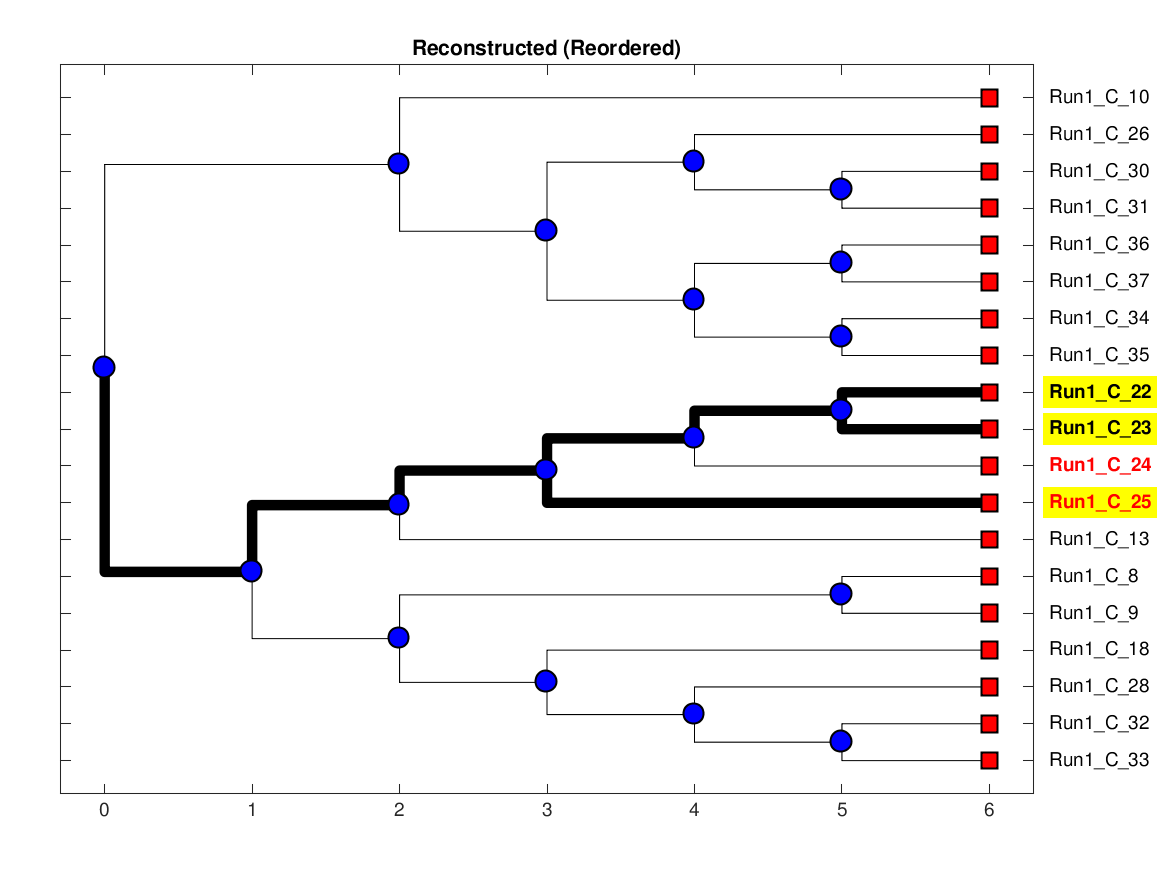 Reconstructed (Reordered)
Run1_C_10
Run1_C_26
Run1_C_30
Run1_C_31
Run1_C_36
Run1_C_37
Run1_C_34
Run1_C_35
Run1_C_22
Run1_C_23
Run1_C_24
Run1_C_25
Run1_C_13
Run1_C_8
Run1_C_9
Run1_C_18
Run1_C_28
Run1_C_32
Run1_C_33
0 1 2 3 4 5 6